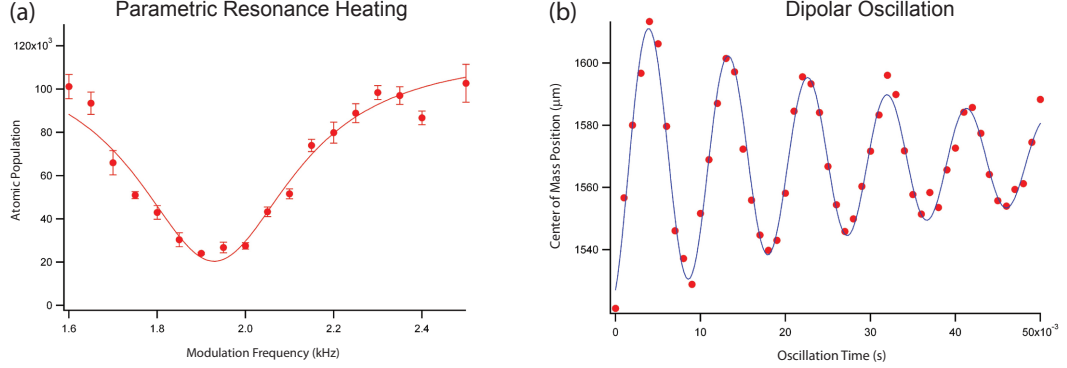 (a)
Parametric Resonance Heating
120x10³
100
80
60
40
20
0
Atomic Population
1.6
1.8
2.0
2.2
2.4
Modulation Frequency (kHz)
(b)
Dipolar Oscillation
1600
1580
1560
1540
Center of Mass Position (μm)
0
10
20
30
40
50x10⁻³
Oscillation Time (s)